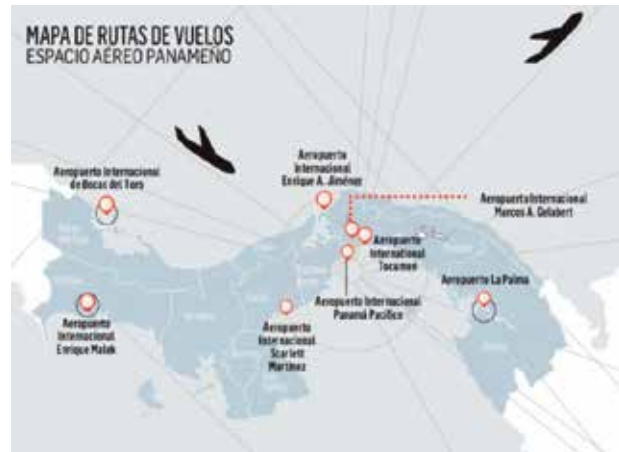 MAPA DE RUTAS DE VUELOS
ESPACIO AÉREO PANAMEÑO
Aeropuerto Internacional
de Bocas del Toro
Aeropuerto
Internacional
Enrique A. Jiménez
Aeropuerto Internacional
Marcos A. Gelabert
Aeropuerto
International
Tocumen
Aeropuerto La Palma
Aeropuerto Internacional
Panamá Pacífico
Aeropuerto
Internacional
Enrique Malek
Aeropuerto
Internacional
Scarlett
Martínez